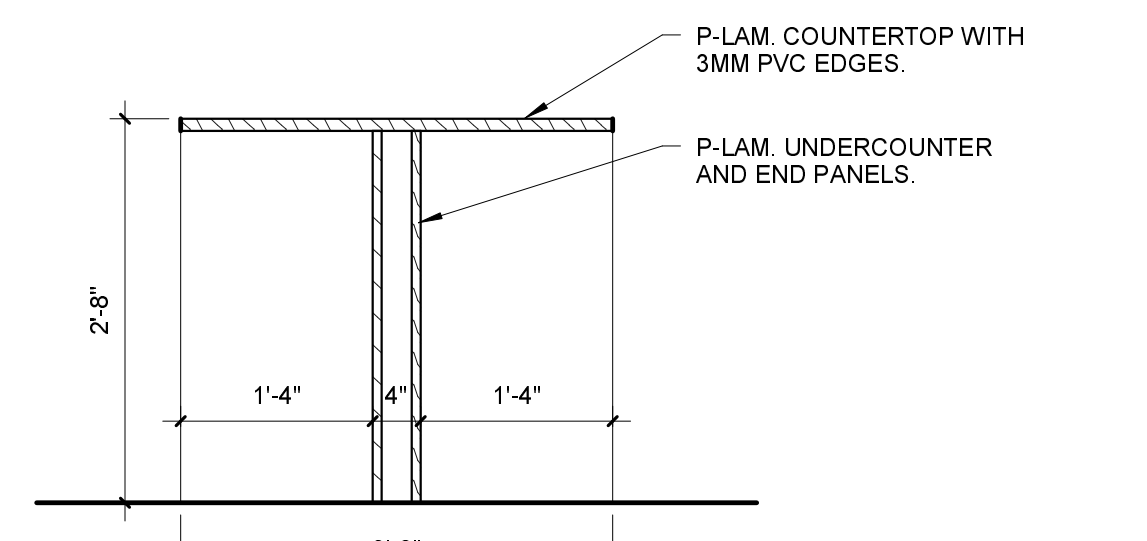 P-LAM. COUNTERTOP WITH
3MM PVC EDGES.
P-LAM. UNDERCOUNTER
AND END PANELS.
2'-8"
1'-4"
4"
1'-4"